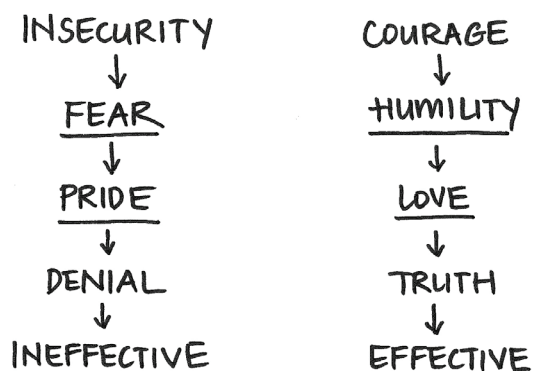 INSECURITY
FEAR
PRIDE
DENIAL
INEFFECTIVE
COURAGE
HUMILITY
LOVE
TRUTH
EFFECTIVE